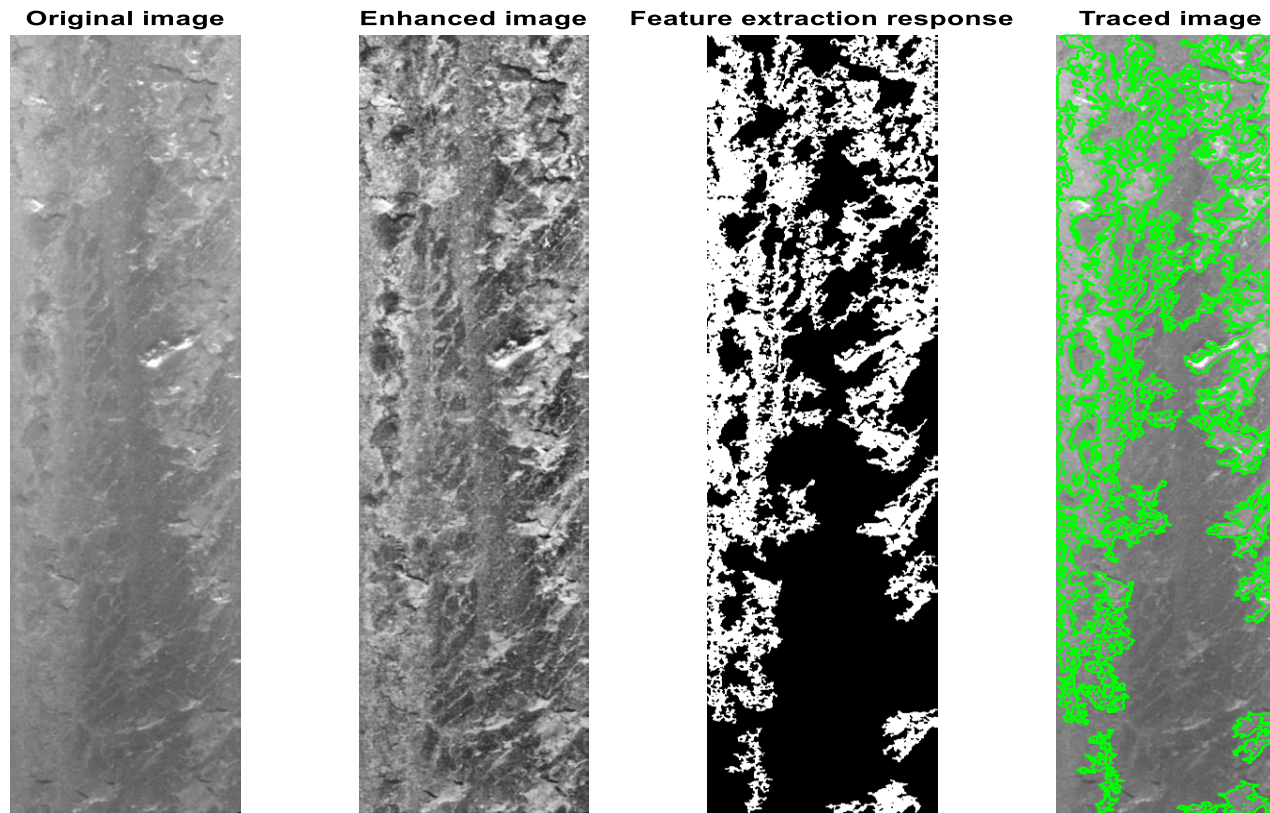 Original image
Enhanced image
Feature extraction response
Traced image